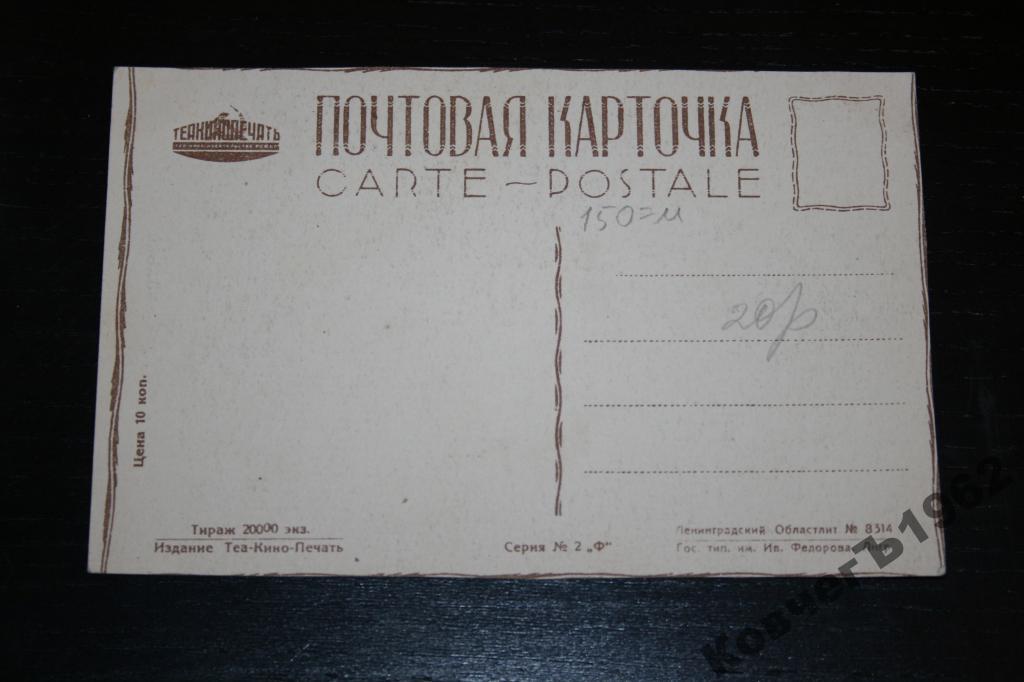 ТЕАКИНОПЕЧАТЬ
ПОЧТОВАЯ КАРТОЧКА
CARTE ~ POSTALE
150=м
20р
Цена 10 коп.
Тираж 20000 экз.
Издание Теа-Кино-Печать
Серия № 2 „Ф“
Ленинградский Областлит № 8314
Гос. тип. им. Ив. Федорова
КовчегЪ1962